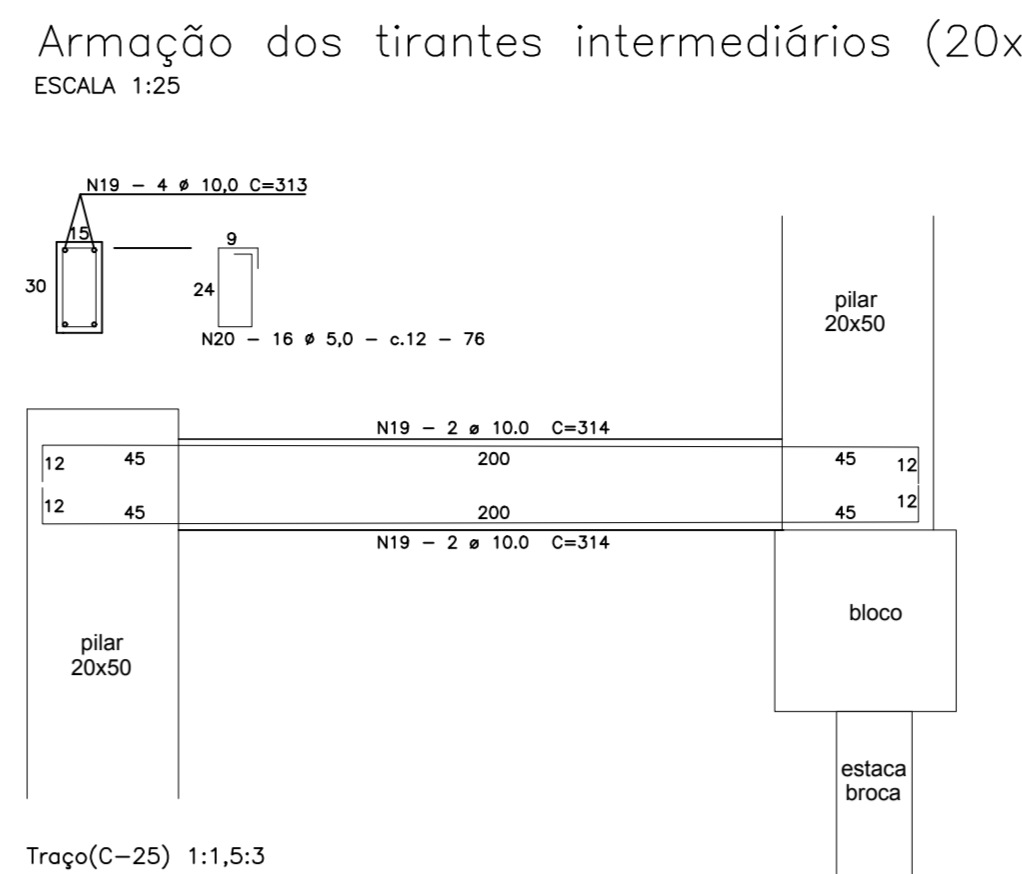 Armação dos tirantes intermediários (20x
ESCALA 1:25
N19 - 4 ø 10,0 C=313
15
9
30
24
N20 - 16 ø 5,0 - c.12 - 76
pilar
20x50
N19 - 2 ø 10.0 C=314
12
45
200
45
12
12
45
200
45
12
N19 - 2 ø 10.0 C=314
bloco
pilar
20x50
estaca
broca
Traço(C-25) 1:1,5:3